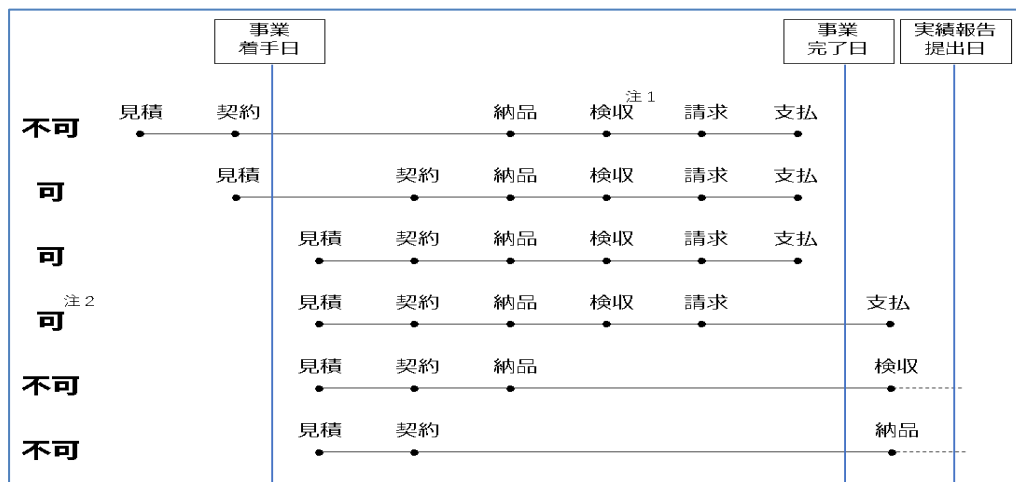 事業
着手日
事業
完了日
実績報告
提出日
不可 見積 契約 納品 検収 注1 請求 支払
可 見積 契約 納品 検収 請求 支払
可 見積 契約 納品 検収 請求 支払
可 注2 見積 契約 納品 検収 請求 支払
不可 見積 契約 納品 検収
不可 見積 契約 納品